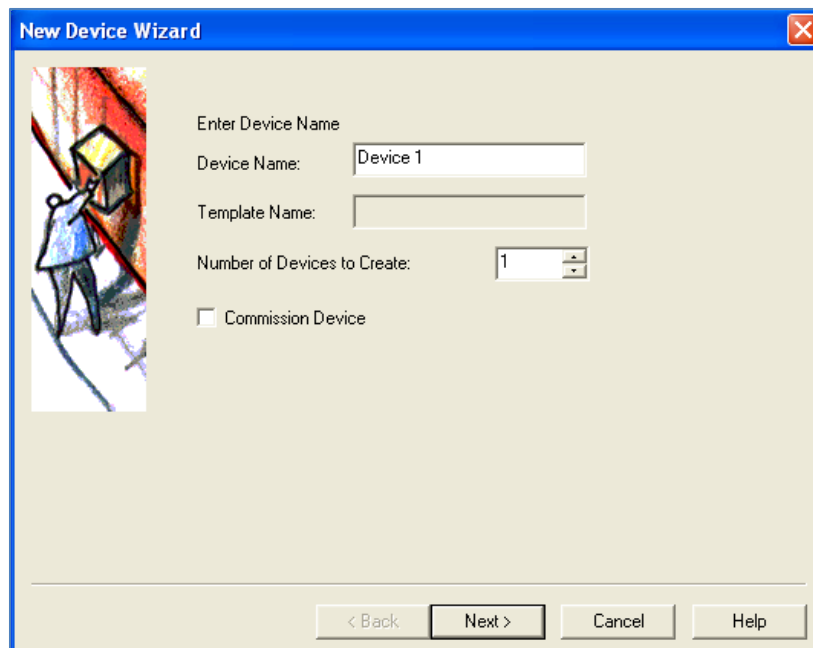 New Device Wizard
Enter Device Name
Device Name: Device 1
Template Name:
Number of Devices to Create: 1
Commission Device
< Back Next > Cancel Help